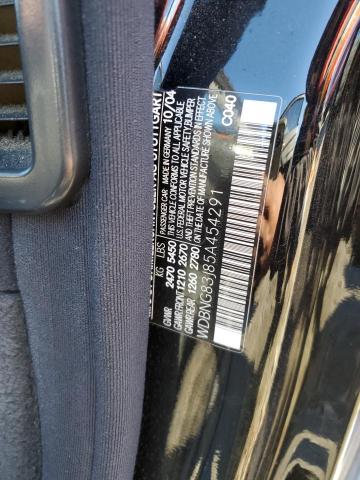 STUTTGART
MADE IN GERMANY 10/04
PASSENGER CAR
KG LBS
GVWR 2470 5450
GAWR FRONT 1210 2670
GAWR REAR 1260 2780
THIS VEHICLE CONFORMS TO ALL APPLICABLE
U.S. FEDERAL MOTOR VEHICLE SAFETY, BUMPER,
AND THEFT PREVENTION STANDARDS IN EFFECT
ON THE DATE OF MANUFACTURE SHOWN ABOVE
WDBNG83J85A454291
C040